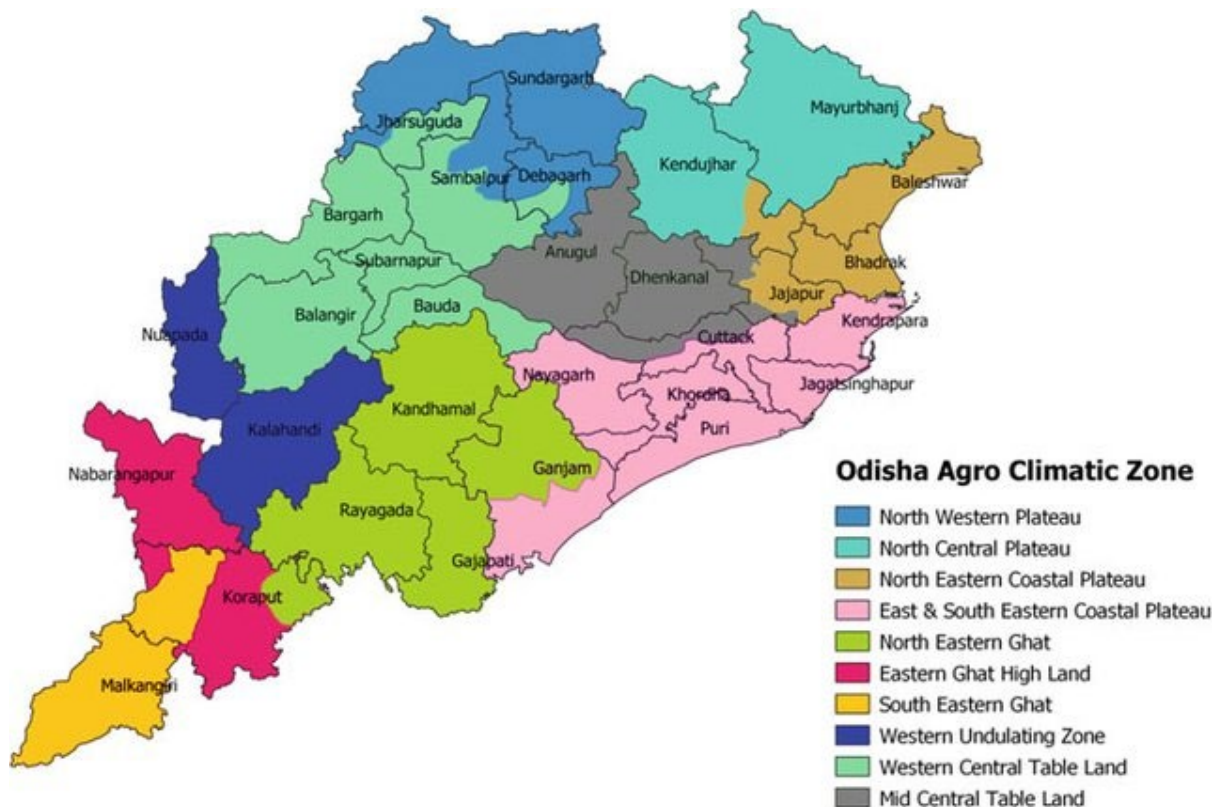 Sundargarh
Mayurbhanj
Jharsuguda
Kendujhar
Sambalpur
Debagarh
Baleshwar
Bargarh
Anugul
Subarnapur
Bhadrak
Dhenkanal
Jajapur
Bauda
Balangir
Kendrapara
Nuapada
Cuttack
Nayagarh
Jagatsinghapur
Khordha
Kandhamal
Puri
Kalahandi
Ganjam
Nabarangapur
Rayagada
Gajapati
Koraput
Malkangiri
Odisha Agro Climatic Zone
North Western Plateau
North Central Plateau
North Eastern Coastal Plateau
East & South Eastern Coastal Plateau
North Eastern Ghat
Eastern Ghat High Land
South Eastern Ghat
Western Undulating Zone
Western Central Table Land
Mid Central Table Land